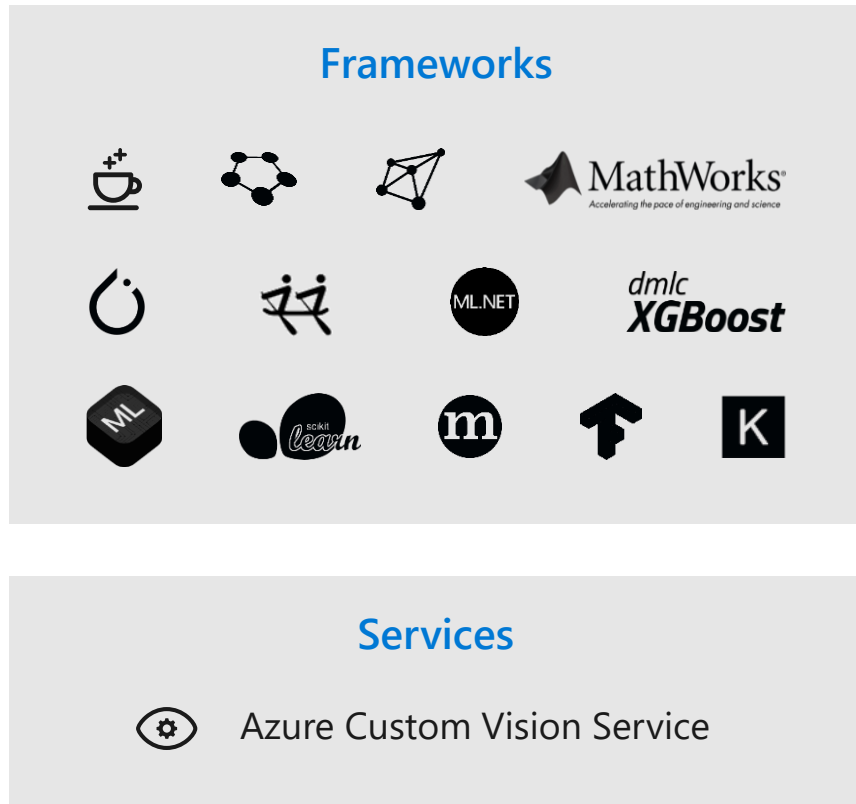 Frameworks
MathWorks®
Accelerating the pace of engineering and science
ML.NET
dmlc
XGBoost
ML
scikit
learn
m
K
Services
Azure Custom Vision Service